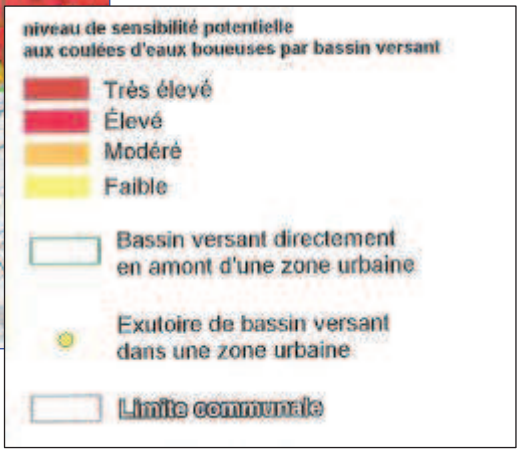 niveau de sensibilité potentielle
aux coulées d'eaux boueuses par bassin versant
Très élevé
Élevé
Modéré
Faible
Bassin versant directement
en amont d'une zone urbaine
Exutoire de bassin versant
dans une zone urbaine
Limite communale